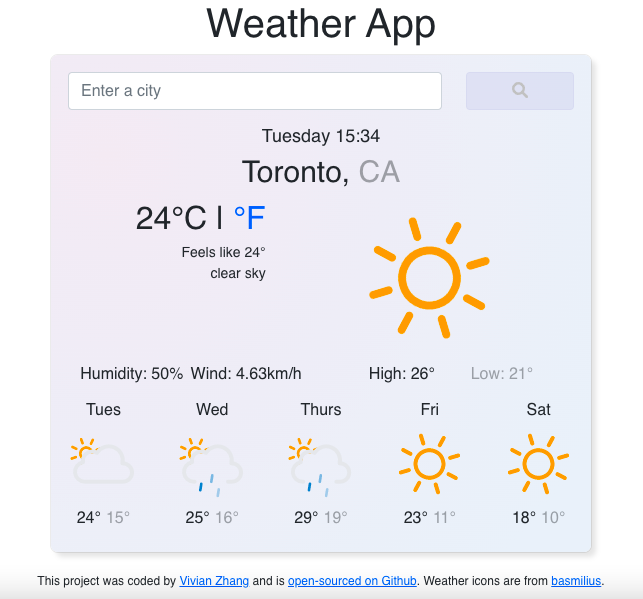 Weather App
Enter a city
Tuesday 15:34
Toronto, CA
24°C | °F
Feels like 24°
clear sky
Humidity: 50% Wind: 4.63km/h High: 26° Low: 21°
Tues Wed Thurs Fri Sat
24° 15° 25° 16° 29° 19° 23° 11° 18° 10°
This project was coded by Vivian Zhang and is open-sourced on Github. Weather icons are from basmilius.